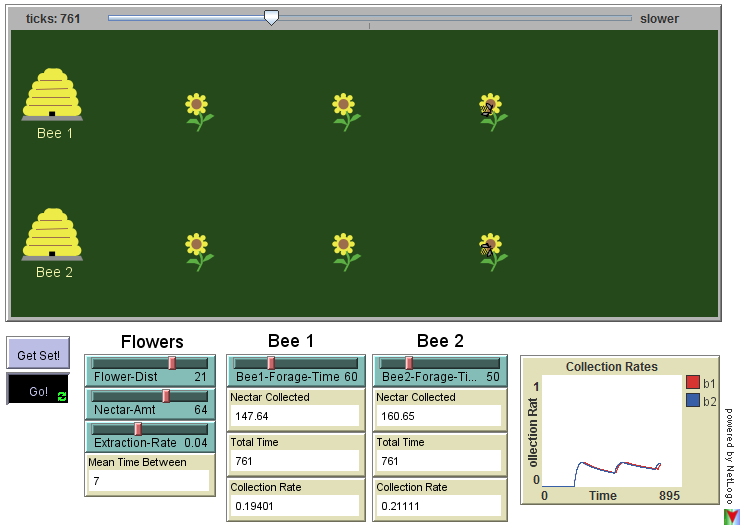 ticks: 761
slower
Bee 1
Bee 2
Get Set!
Go!
Flowers
Flower-Dist 21
Nectar-Amt 64
Extraction-Rate 0.04
Mean Time Between
7
Bee 1
Bee1-Forage-Time 60
Nectar Collected
147.64
Total Time
761
Collection Rate
0.19401
Bee 2
Bee2-Forage-Ti... 50
Nectar Collected
160.65
Total Time
761
Collection Rate
0.21111
Collection Rates
1
ollection Rat
0
0 Time 895
b1
b2
powered by NetLogo